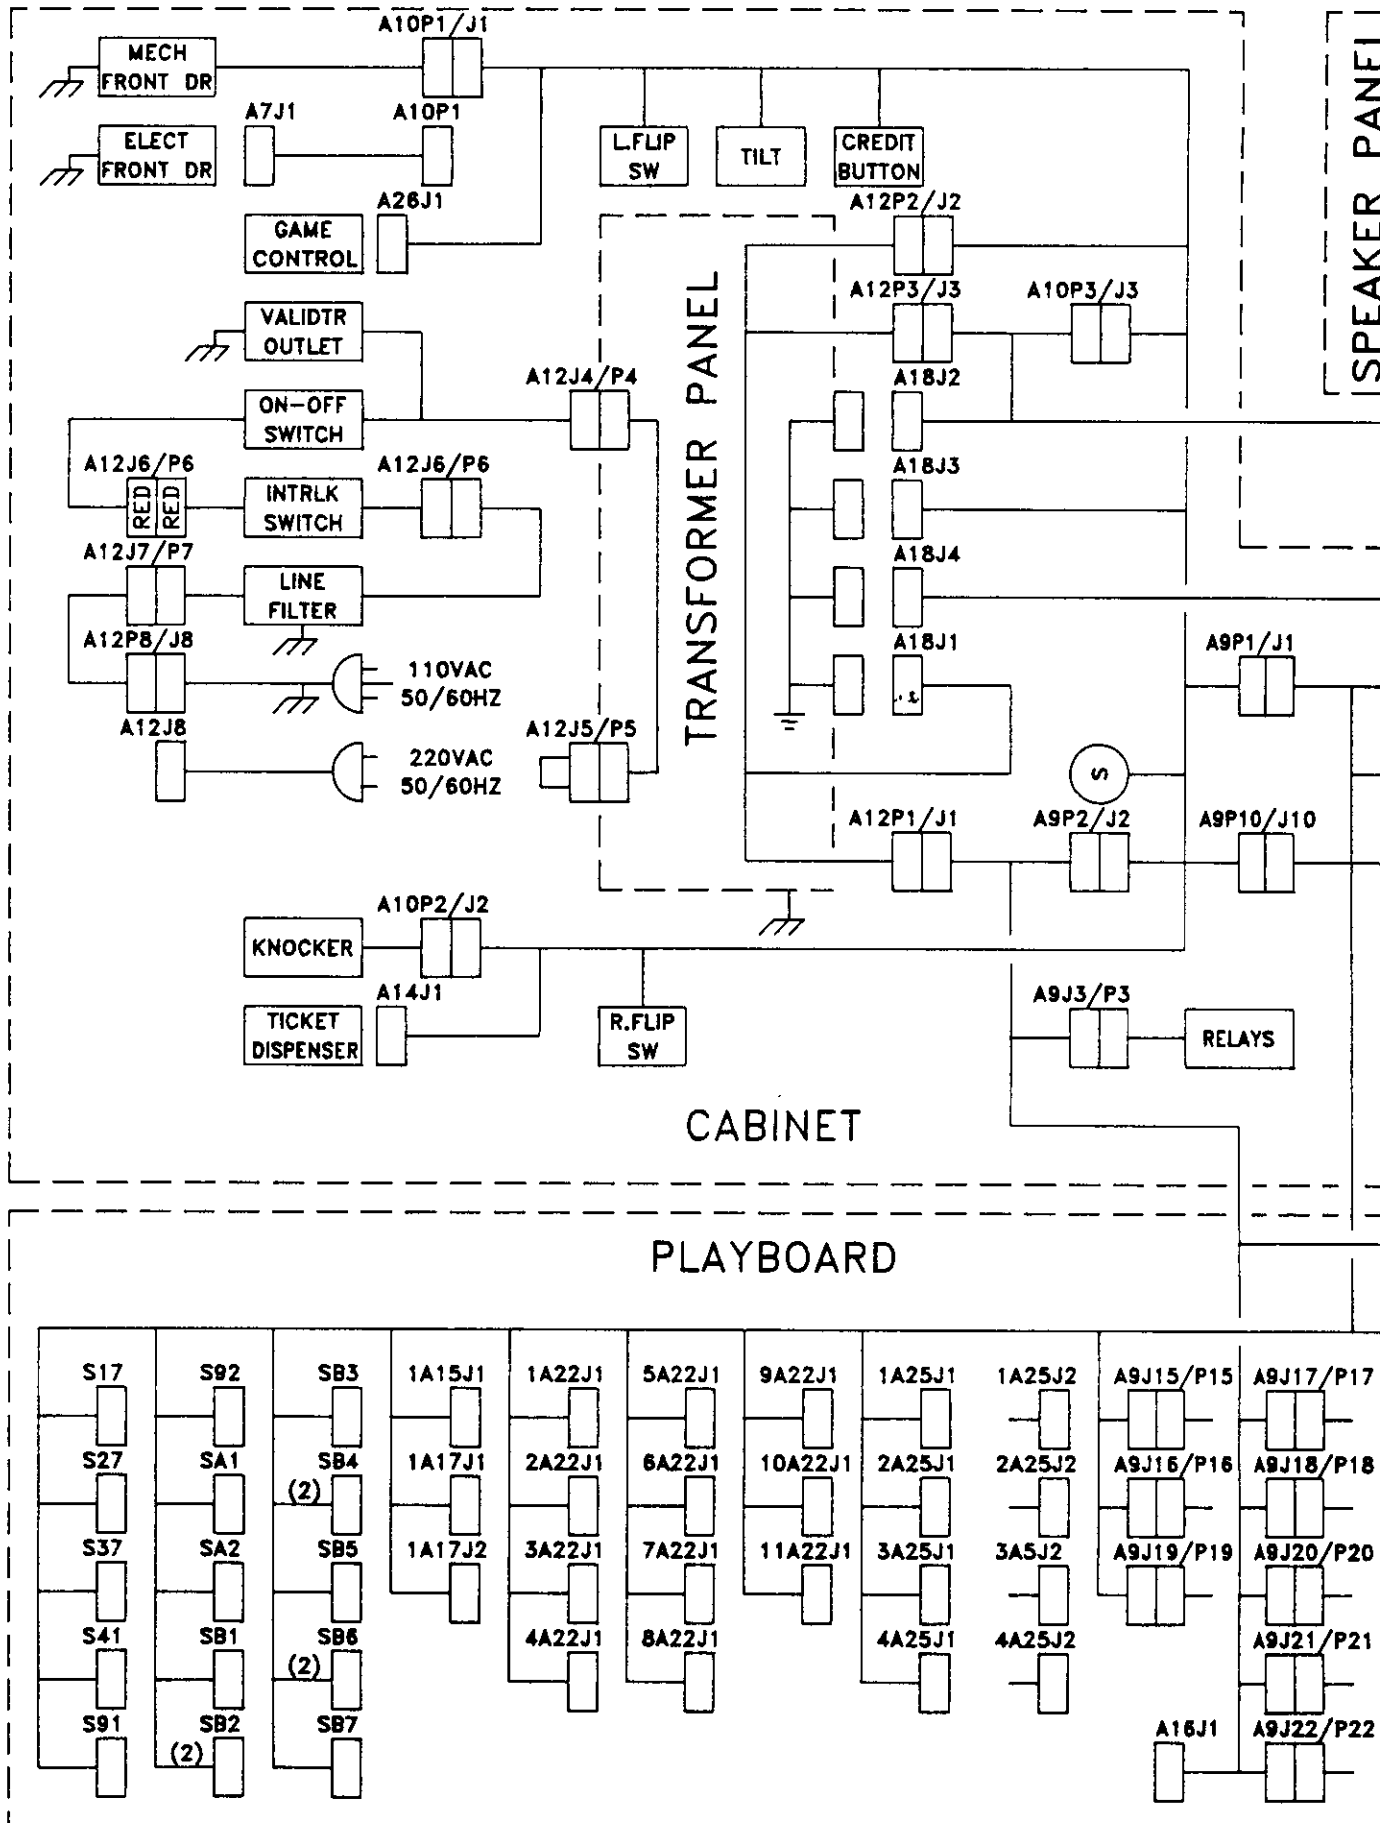 A10P1/J1
MECH
FRONT DR
A7J1
A10P1
ELECT
FRONT DR
L.FLIP
SW
TILT
CREDIT
BUTTON
SPEAKER PANEL
A26J1
GAME
CONTROL
A12P2/J2
A12P3/J3
A10P3/J3
VALIDTR
OUTLET
TRANSFORMER PANEL
A12J4/P4
A18J2
ON-OFF
SWITCH
A12J6/P6
A12J6/P6
A18J3
RED
RED
INTRLK
SWITCH
A12J7/P7
A18J4
LINE
FILTER
A12P8/J8
A18J1
A9P1/J1
110VAC
50/60HZ
A12J8
A12J5/P5
220VAC
50/60HZ
S
A12P1/J1
A9P2/J2
A9P10/J10
A10P2/J2
KNOCKER
A14J1
A9J3/P3
TICKET
DISPENSER
R.FLIP
SW
RELAYS
CABINET
PLAYBOARD
S17
S92
SB3
1A15J1
1A22J1
5A22J1
9A22J1
1A25J1
1A25J2
A9J15/P15
A9J17/P17
S27
SA1
SB4
(2)
1A17J1
2A22J1
6A22J1
10A22J1
2A25J1
2A25J2
A9J16/P16
A9J18/P18
S37
SA2
SB5
1A17J2
3A22J1
7A22J1
11A22J1
3A25J1
3A5J2
A9J19/P19
A9J20/P20
S41
SB1
SB6
(2)
4A22J1
8A22J1
4A25J1
4A25J2
A9J21/P21
S91
SB2
(2)
SB7
A16J1
A9J22/P22